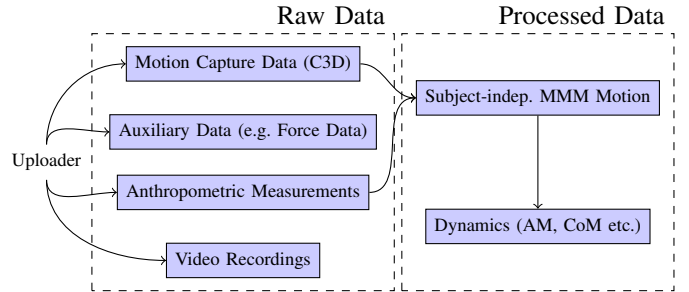 Raw Data
Processed Data
Motion Capture Data (C3D)
Subject-indep. MMM Motion
Auxiliary Data (e.g. Force Data)
Uploader
Anthropometric Measurements
Dynamics (AM, CoM etc.)
Video Recordings